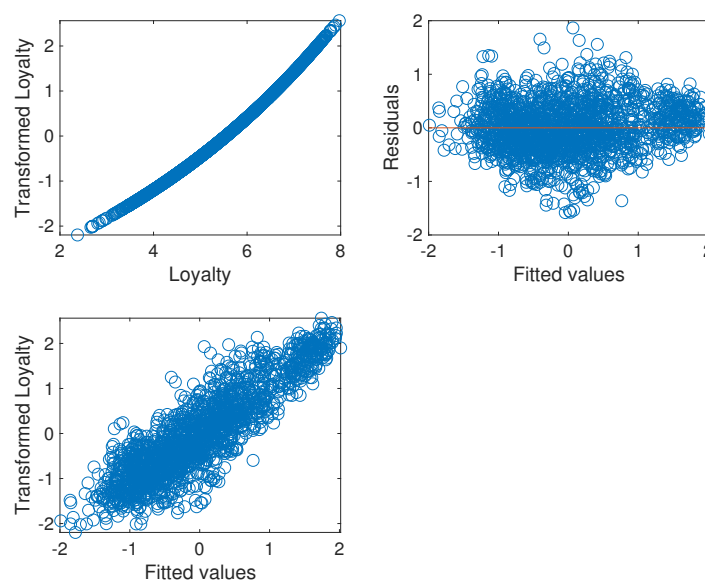 Transformed Loyalty
2
1
0
-1
-2
2 4 6 8
Loyalty
Residuals
2
1
0
-1
-2
-2 -1 0 1 2
Fitted values
Transformed Loyalty
2
1
0
-1
-2
-2 -1 0 1 2
Fitted values